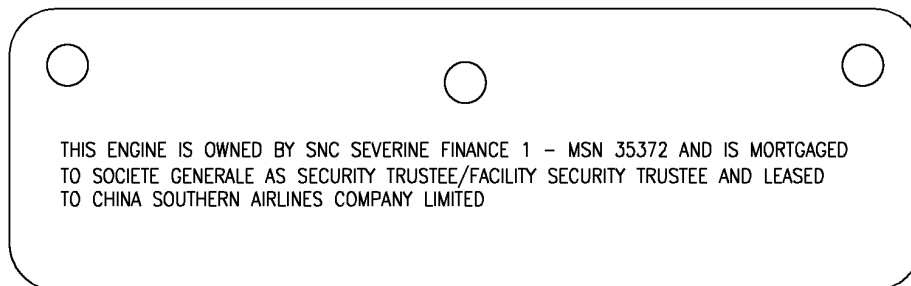 THIS ENGINE IS OWNED BY SNC SEVERINE FINANCE 1 – MSN 35372 AND IS MORTGAGED
TO SOCIETE GENERALE AS SECURITY TRUSTEE/FACILITY SECURITY TRUSTEE AND LEASED
TO CHINA SOUTHERN AIRLINES COMPANY LIMITED